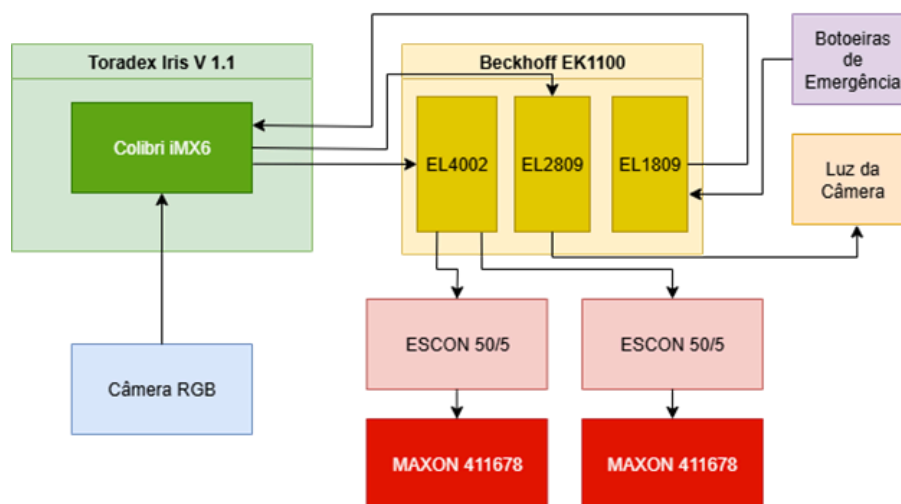 Toradex Iris V 1.1
Beckhoff EK1100
Botoeiras
de
Emergência
Colibri iMX6
EL4002
EL2809
EL1809
Luz da
Câmera
Câmera RGB
ESCON 50/5
ESCON 50/5
MAXON 411678
MAXON 411678